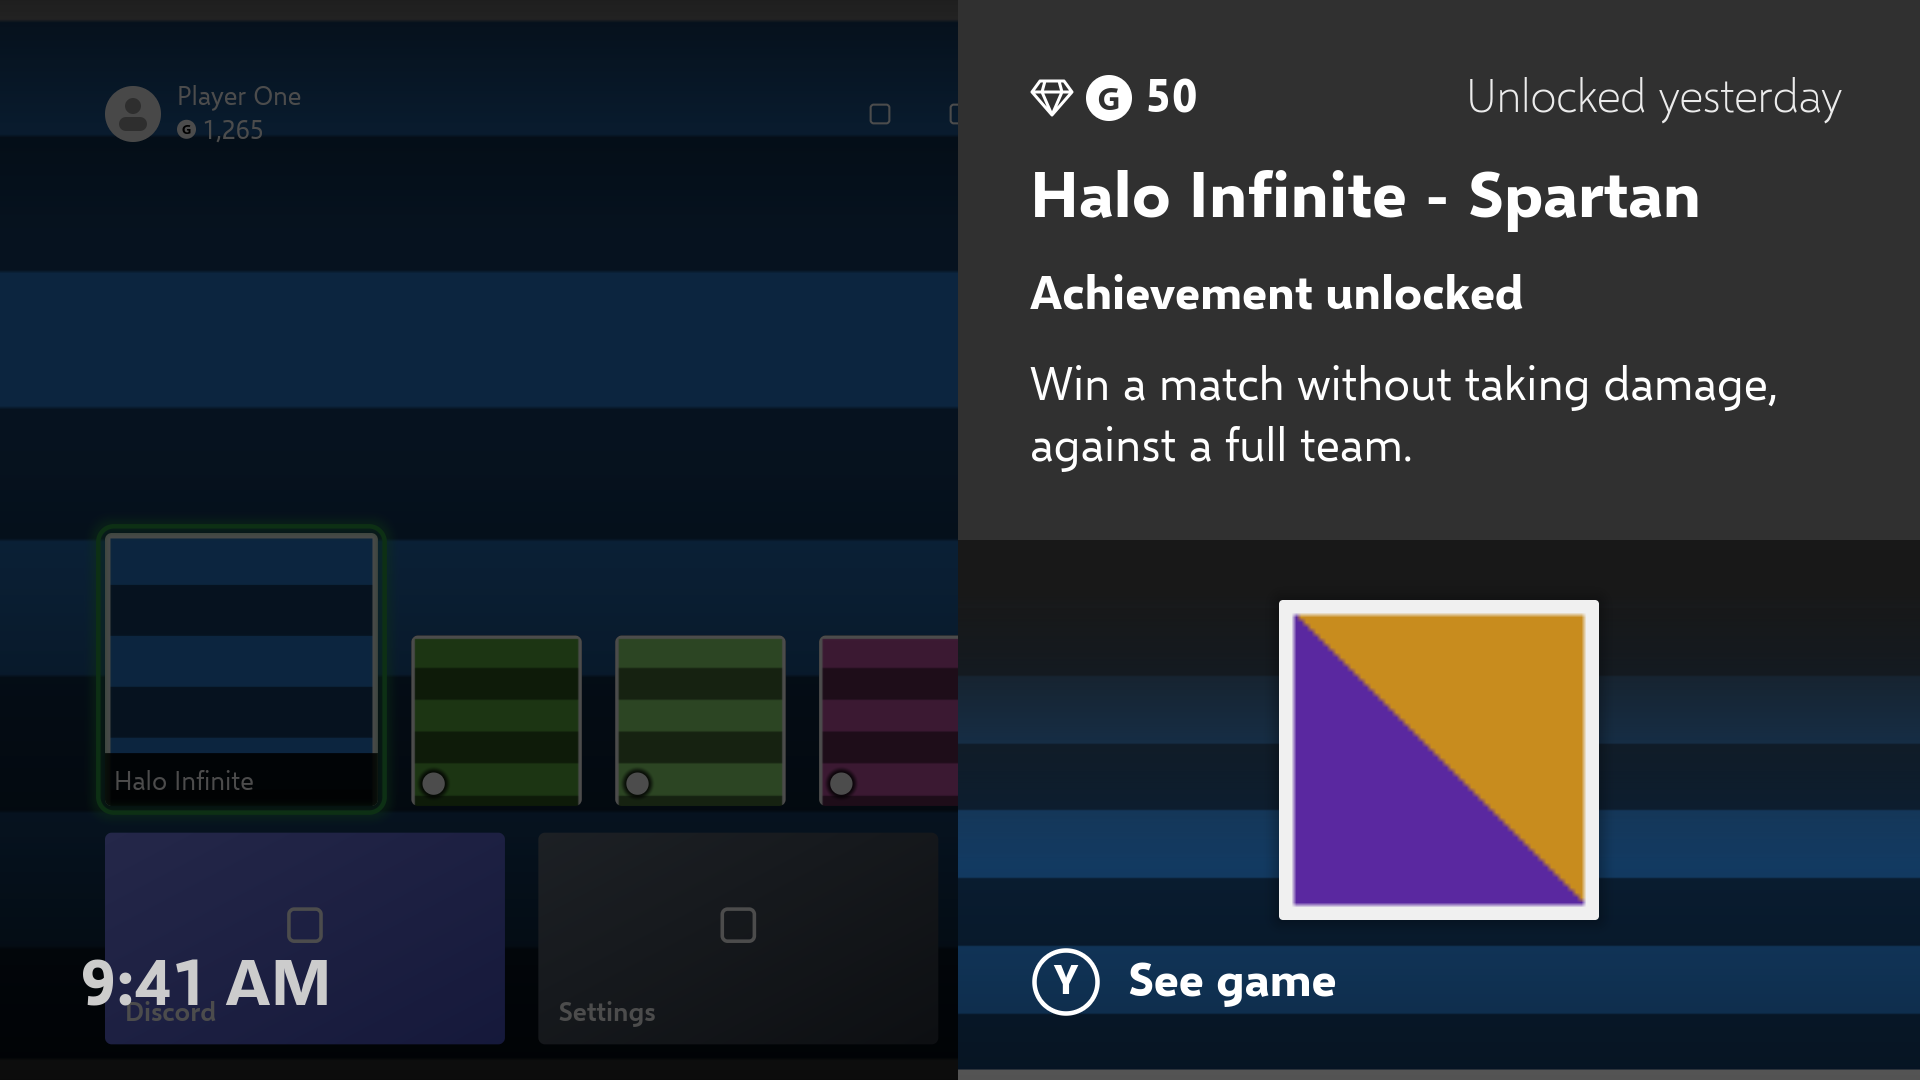 Player One
G 1,265
Halo Infinite
Discord
Settings
9:41 AM
G 50
Unlocked yesterday
Halo Infinite - Spartan
Achievement unlocked
Win a match without taking damage,
against a full team.
Y See game